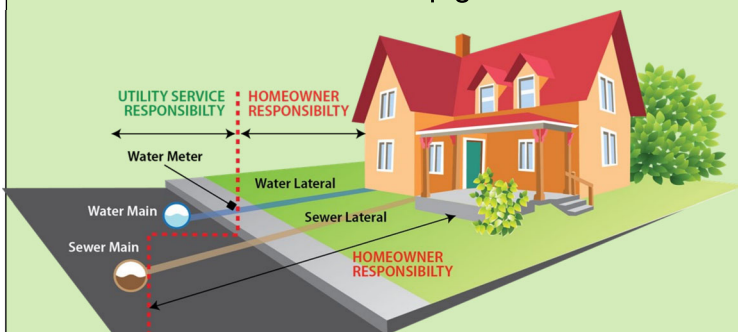 UTILITY SERVICE
RESPONSIBILTY
HOMEOWNER
RESPONSIBILTY
Water Meter
Water Lateral
Water Main
Sewer Lateral
Sewer Main
HOMEOWNER
RESPONSIBILTY